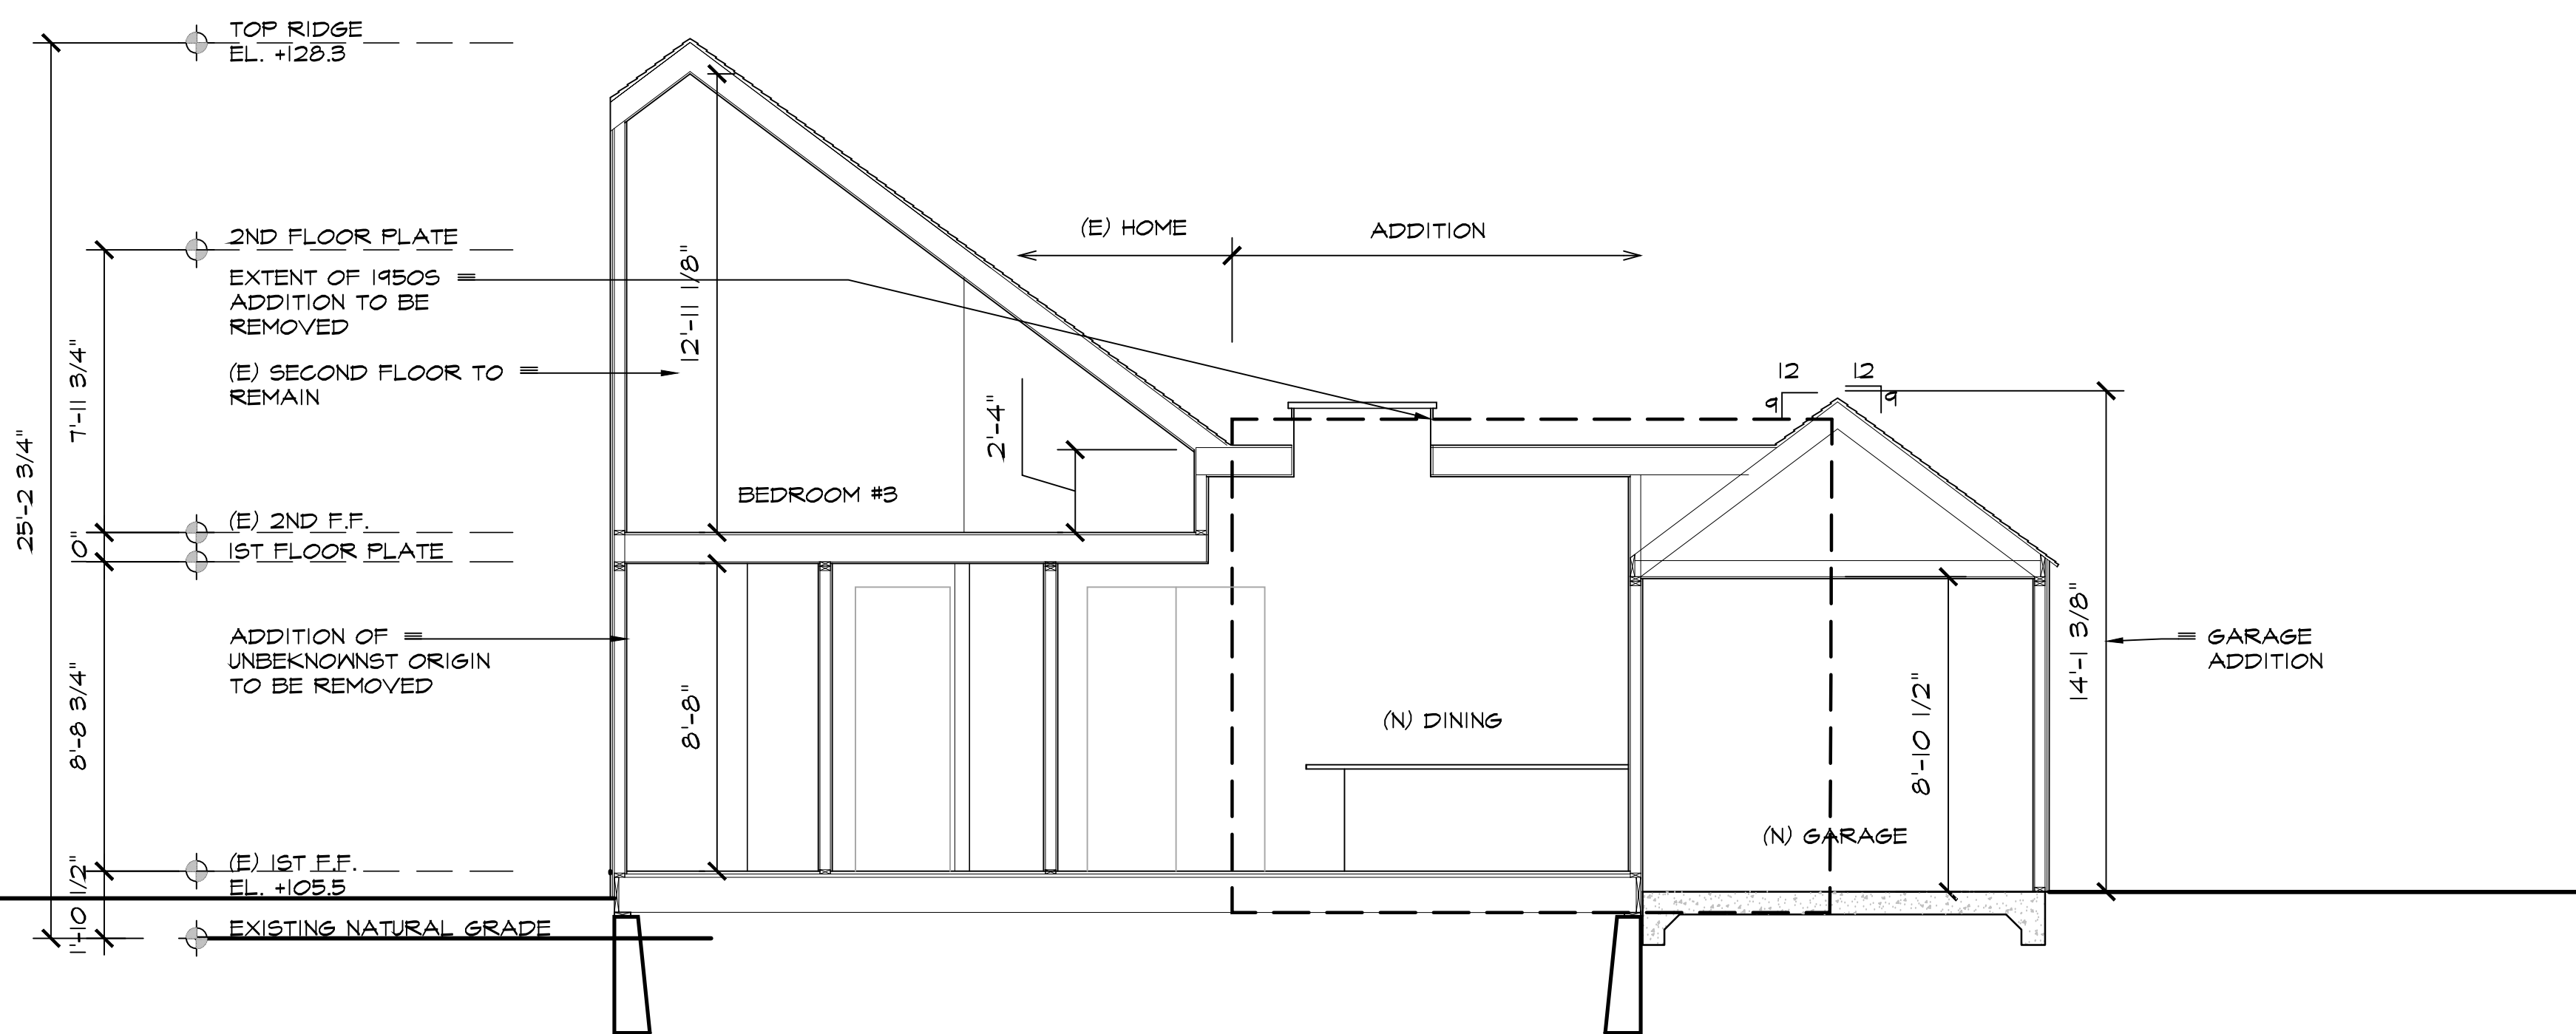 TOP RIDGE
EL. +128.3
2ND FLOOR PLATE
EXTENT OF 1950S
ADDITION TO BE
REMOVED
(E) SECOND FLOOR TO
REMAIN
(E) 2ND F.F.
1ST FLOOR PLATE
ADDITION OF
UNBEKNOWNST ORIGIN
TO BE REMOVED
(E) 1ST F.F.
EL. +105.5
EXISTING NATURAL GRADE
25'-2 3/4"
7'-11 3/4"
0"
8'-8 3/4"
1'-10 1/2"
12'-11 1/8"
2'-4"
BEDROOM #3
8'-8"
(E) HOME
ADDITION
(N) DINING
12
9
12
9
8'-10 1/2"
(N) GARAGE
14'-1 3/8"
GARAGE
ADDITION